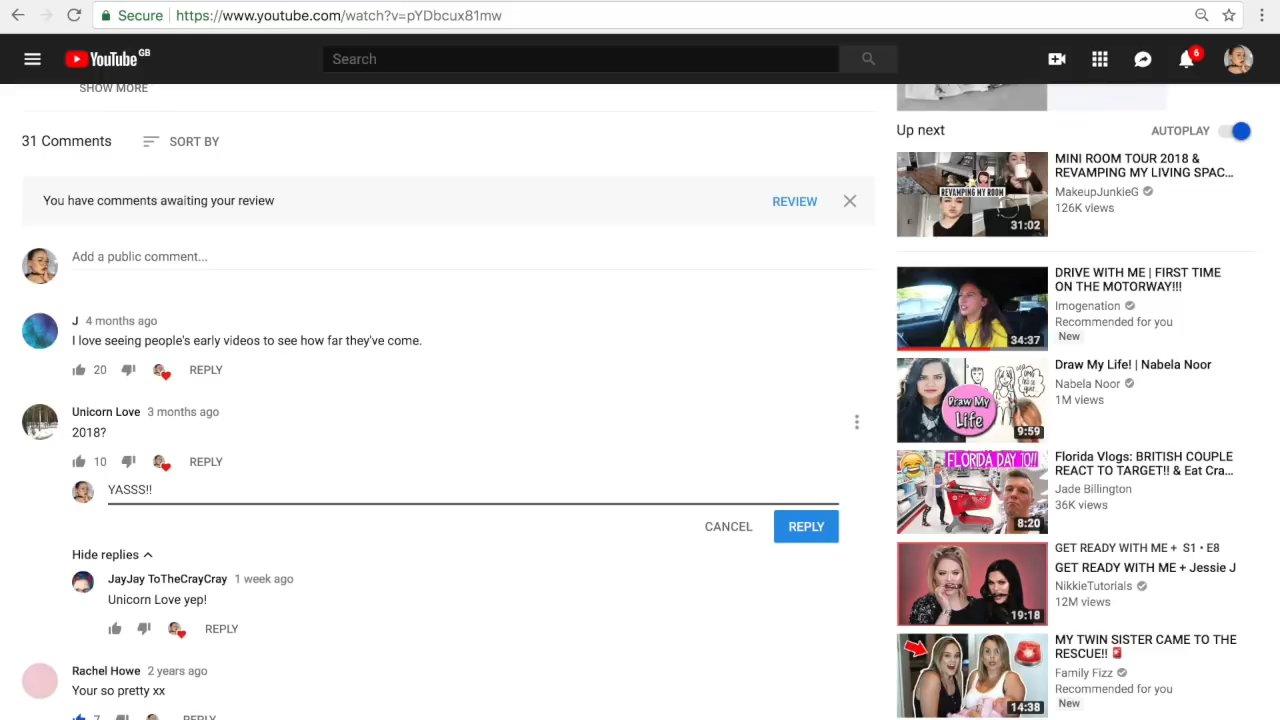 Secure https://www.youtube.com/watch?v=pYDbcux81mw
YouTube GB
Search
6
SHOW MORE
31 Comments SORT BY
You have comments awaiting your review REVIEW
Add a public comment...
J 4 months ago
I love seeing people's early videos to see how far they've come.
20 REPLY
Unicorn Love 3 months ago
2018?
10 REPLY
YASSS!!
CANCEL REPLY
Hide replies
JayJay ToTheCrayCray 1 week ago
Unicorn Love yep!
REPLY
Rachel Howe 2 years ago
Your so pretty xx
7 REPLY
Up next AUTOPLAY
REVAMPING MY ROOM
31:02
MINI ROOM TOUR 2018 &
REVAMPING MY LIVING SPAC...
MakeupJunkieG
126K views
34:37
DRIVE WITH ME | FIRST TIME
ON THE MOTORWAY!!!
Imogenation
Recommended for you
New
Draw My
Life
9:59
Draw My Life! | Nabela Noor
Nabela Noor
1M views
FLORIDA DAY 10!!
8:20
Florida Vlogs: BRITISH COUPLE
REACT TO TARGET!! & Eat Cra...
Jade Billington
36K views
19:18
GET READY WITH ME + S1 • E8
GET READY WITH ME + Jessie J
NikkieTutorials
12M views
14:38
MY TWIN SISTER CAME TO THE
RESCUE!! 🚨
Family Fizz
Recommended for you
New